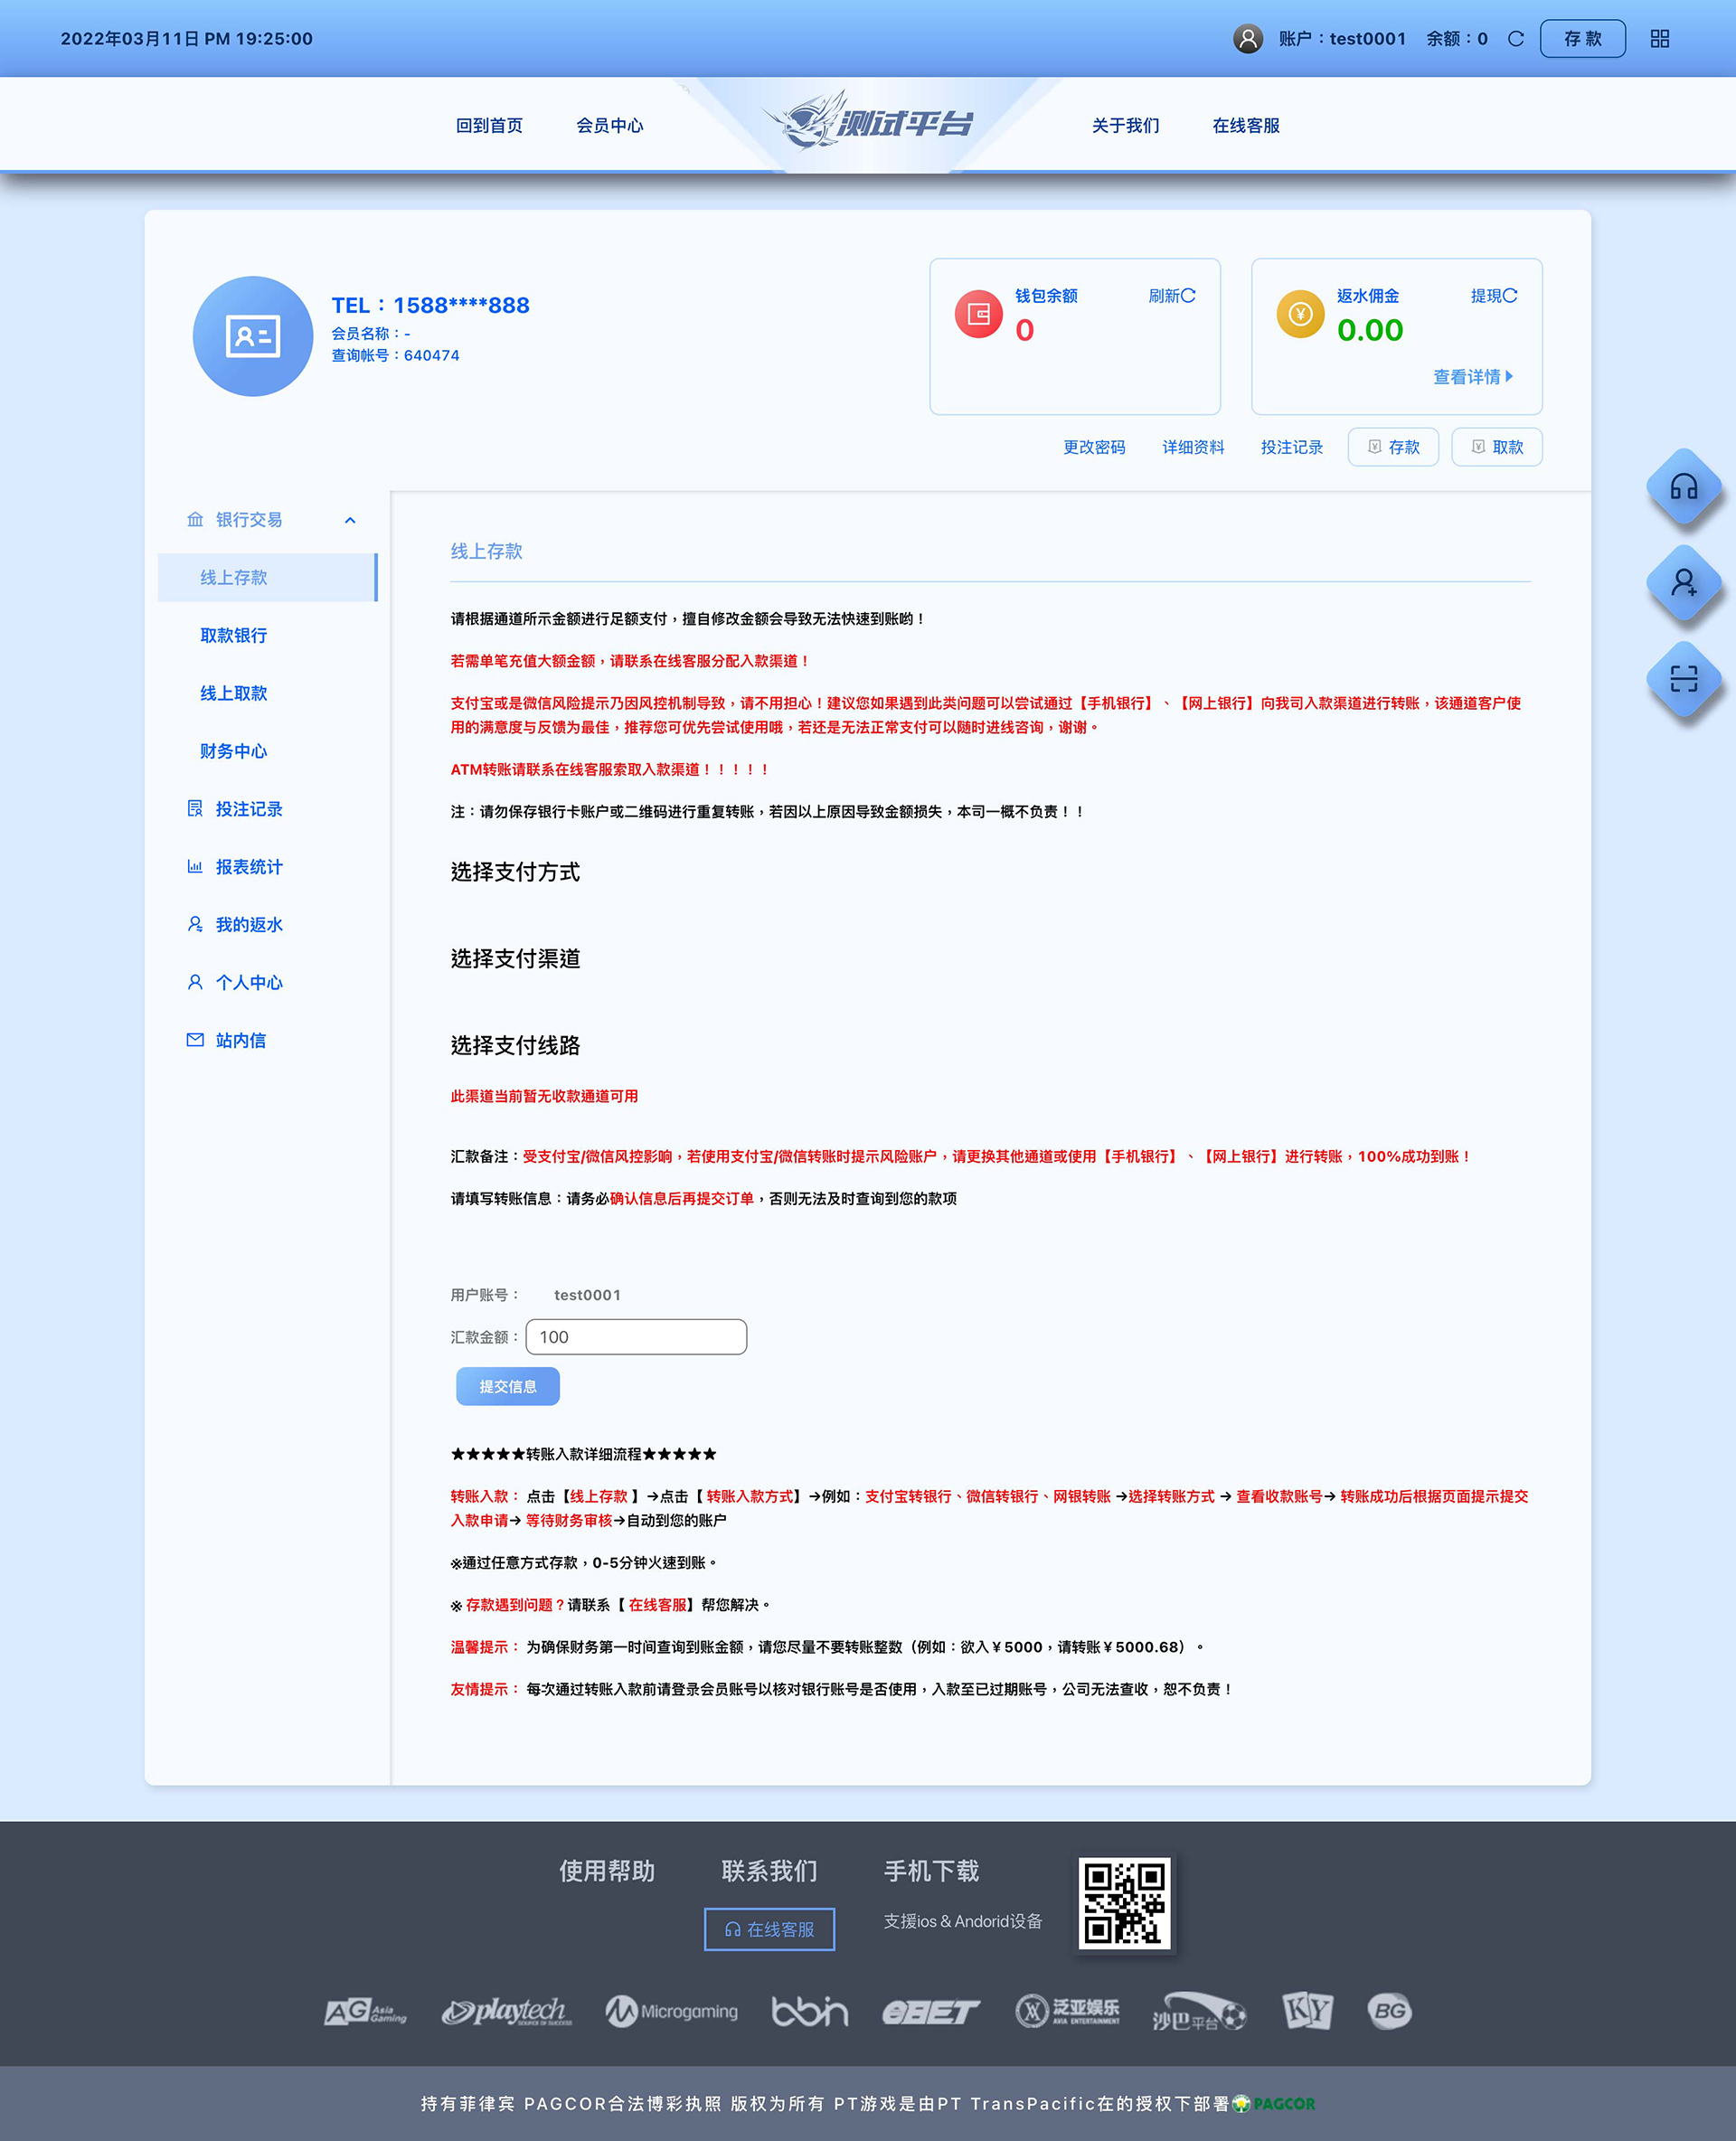 2022年03月11日 PM 19:25:00
账户：test0001 余额：0 存 款
回到首页 会员中心 测试平台 关于我们 在线客服
TEL：1588****888
会员名称：-
查询帐号：640474
钱包余额 刷新
0
返水佣金 提現
0.00
查看详情
更改密码 详细资料 投注记录 存款 取款
银行交易
线上存款
取款银行
线上取款
财务中心
投注记录
报表统计
我的返水
个人中心
站内信
线上存款
请根据通道所示金额进行足额支付，擅自修改金额会导致无法快速到账哟！
若需单笔充值大额金额，请联系在线客服分配入款渠道！
支付宝或是微信风险提示乃因风控机制导致，请不用担心！建议您如果遇到此类问题可以尝试通过【手机银行】、【网上银行】向我司入款渠道进行转账，该通道客户使
用的满意度与反馈为最佳，推荐您可优先尝试使用哦，若还是无法正常支付可以随时进线咨询，谢谢。
ATM转账请联系在线客服索取入款渠道！！！！！
注：请勿保存银行卡账户或二维码进行重复转账，若因以上原因导致金额损失，本司一概不负责！！
选择支付方式
选择支付渠道
选择支付线路
此渠道当前暂无收款通道可用
汇款备注：受支付宝/微信风控影响，若使用支付宝/微信转账时提示风险账户，请更换其他通道或使用【手机银行】、【网上银行】进行转账，100%成功到账！
请填写转账信息：请务必确认信息后再提交订单，否则无法及时查询到您的款项
用户账号： test0001
汇款金额： 100
提交信息
★★★★★转账入款详细流程★★★★★
转账入款： 点击【线上存款 】→点击【 转账入款方式】→例如：支付宝转银行、微信转银行、网银转账 →选择转账方式 → 查看收款账号→ 转账成功后根据页面提示提交
入款申请→ 等待财务审核→自动到您的账户
※通过任意方式存款，0-5分钟火速到账。
※ 存款遇到问题？请联系【 在线客服】帮您解决。
温馨提示： 为确保财务第一时间查询到账金额，请您尽量不要转账整数（例如：欲入￥5000，请转账￥5000.68）。
友情提示： 每次通过转账入款前请登录会员账号以核对银行账号是否使用，入款至已过期账号，公司无法查收，恕不负责！
使用帮助 联系我们 手机下载
在线客服
支援ios & Andorid设备
AG Asia Gaming playtech SOURCE OF SUCCESS Microgaming bbin eBET 泛亚娱乐 AVIA ENTERTAINMENT 沙巴平台 KY BG
持有菲律宾 PAGCOR合法博彩执照 版权为所有 PT游戏是由PT TransPacific在的授权下部署 PAGCOR